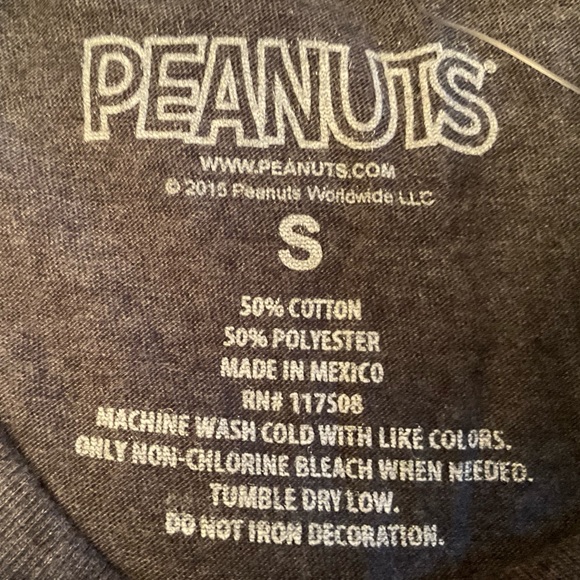 PEANUTS®
WWW.PEANUTS.COM
© 2015 Peanuts Worldwide LLC
S
50% COTTON
50% POLYESTER
MADE IN MEXICO
RN# 117508
MACHINE WASH COLD WITH LIKE COLORS.
ONLY NON-CHLORINE BLEACH WHEN NEEDED.
TUMBLE DRY LOW.
DO NOT IRON DECORATION.